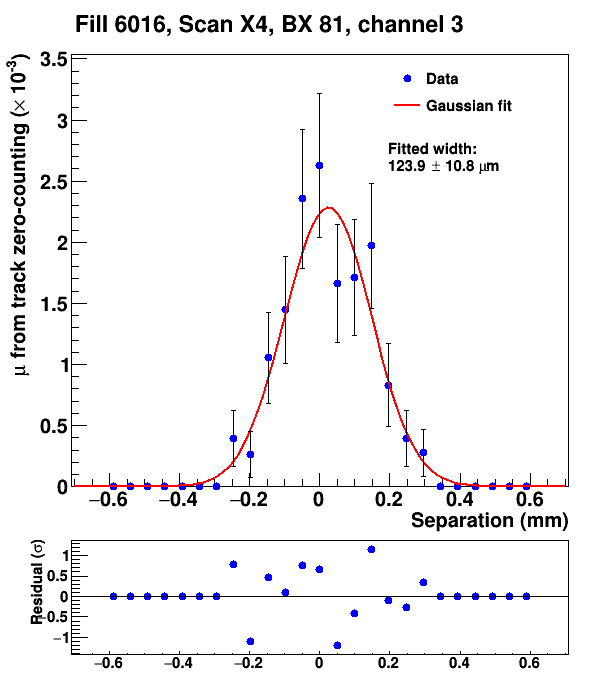 Fill 6016, Scan X4, BX 81, channel 3
μ from track zero-counting (× 10⁻³)
3.5
3
2.5
2
1.5
1
0.5
0
Data
Gaussian fit
Fitted width:
123.9 ± 10.8 μm
−0.6 −0.4 −0.2 0 0.2 0.4 0.6
Separation (mm)
Residual (σ)
1
0.5
0
−0.5
−1
−0.6 −0.4 −0.2 0 0.2 0.4 0.6